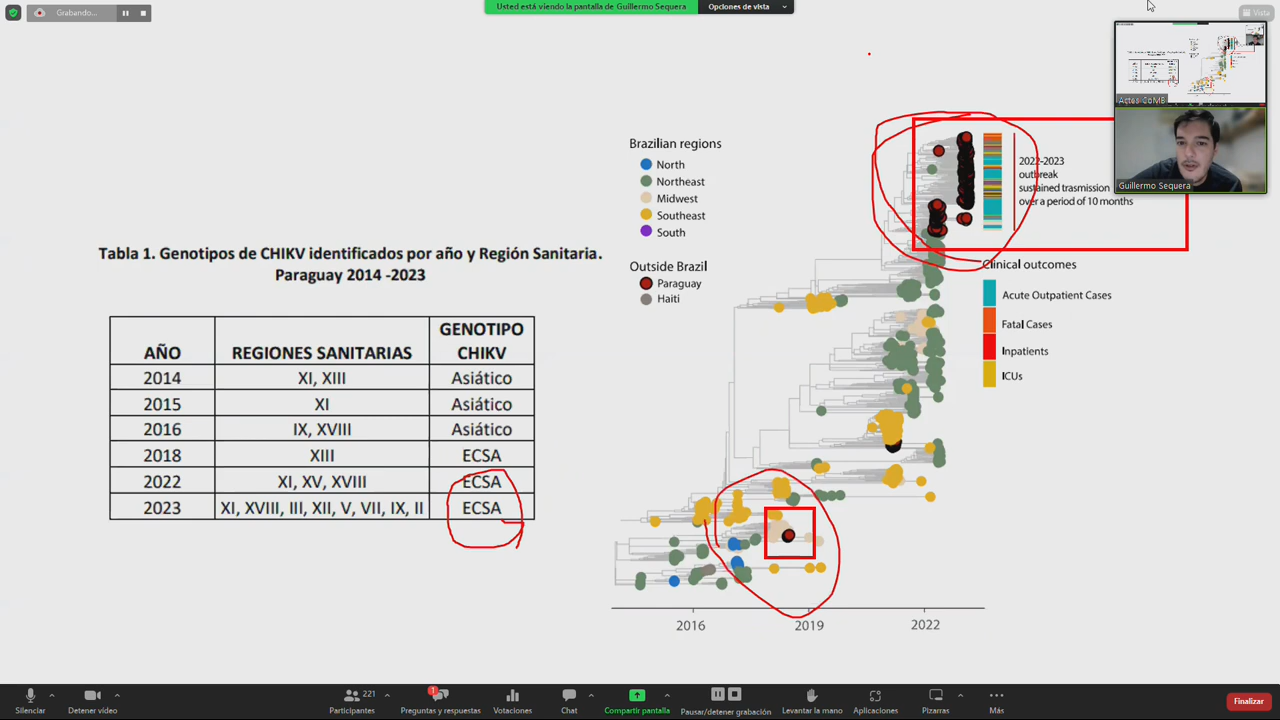 Grabando...
Usted está viendo la pantalla de Guillermo Sequera
Opciones de vista
Vista
Actos CoMB
Guillermo Sequera
Tabla 1. Genotipos de CHIKV identificados por año y Región Sanitaria.
Paraguay 2014 -2023
AÑO REGIONES SANITARIAS GENOTIPO CHIKV
2014 XI, XIII Asiático
2015 XI Asiático
2016 IX, XVIII Asiático
2018 XIII ECSA
2022 XI, XV, XVIII ECSA
2023 XI, XVIII, III, XII, V, VII, IX, II ECSA
Brazilian regions
North
Northeast
Midwest
Southeast
South
Outside Brazil
Paraguay
Haiti
2022-2023
outbreak
sustained trasmission
over a period of 10 months
Clinical outcomes
Acute Outpatient Cases
Fatal Cases
Inpatients
ICUs
2016 2019 2022
Silenciar
Detener video
221
Participantes
1
Preguntas y respuestas
Votaciones
Chat
Compartir pantalla
Pausar/detener grabación
Levantar la mano
Aplicaciones
Pizarras
Más
Finalizar